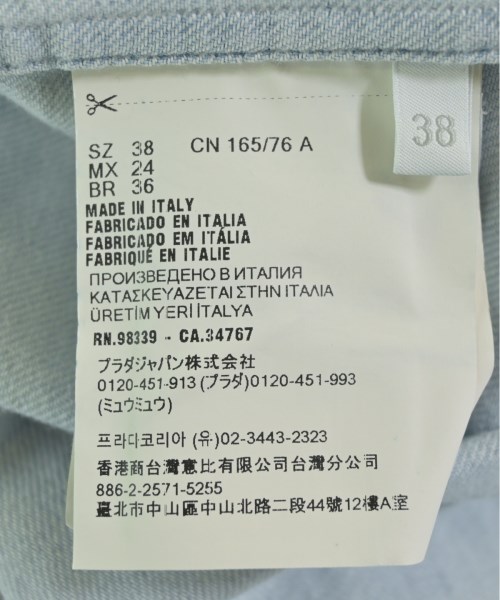 SZ 38 CN 165/76 A
MX 24
BR 36
38
MADE IN ITALY
FABRICADO EN ITALIA
FABRICADO EM ITÁLIA
FABRIQUÉ EN ITALIE
ПРОИЗВЕДЕНО В ИТАЛИЯ
ΚΑΤΑΣΚΕΥΑΖΕΤΑΙ ΣΤΗΝ ΙΤΑΛΙΑ
ÜRETİM YERİ İTALYA
RN.98339 - CA.34767
プラダジャパン株式会社
0120-451-913 (プラダ)0120-451-993
(ミュウミュウ)
프라다코리아 (유)02-3443-2323
香港商台灣意比有限公司台灣分公司
886-2-2571-5255
臺北市中山區中山北路二段44號12樓A室